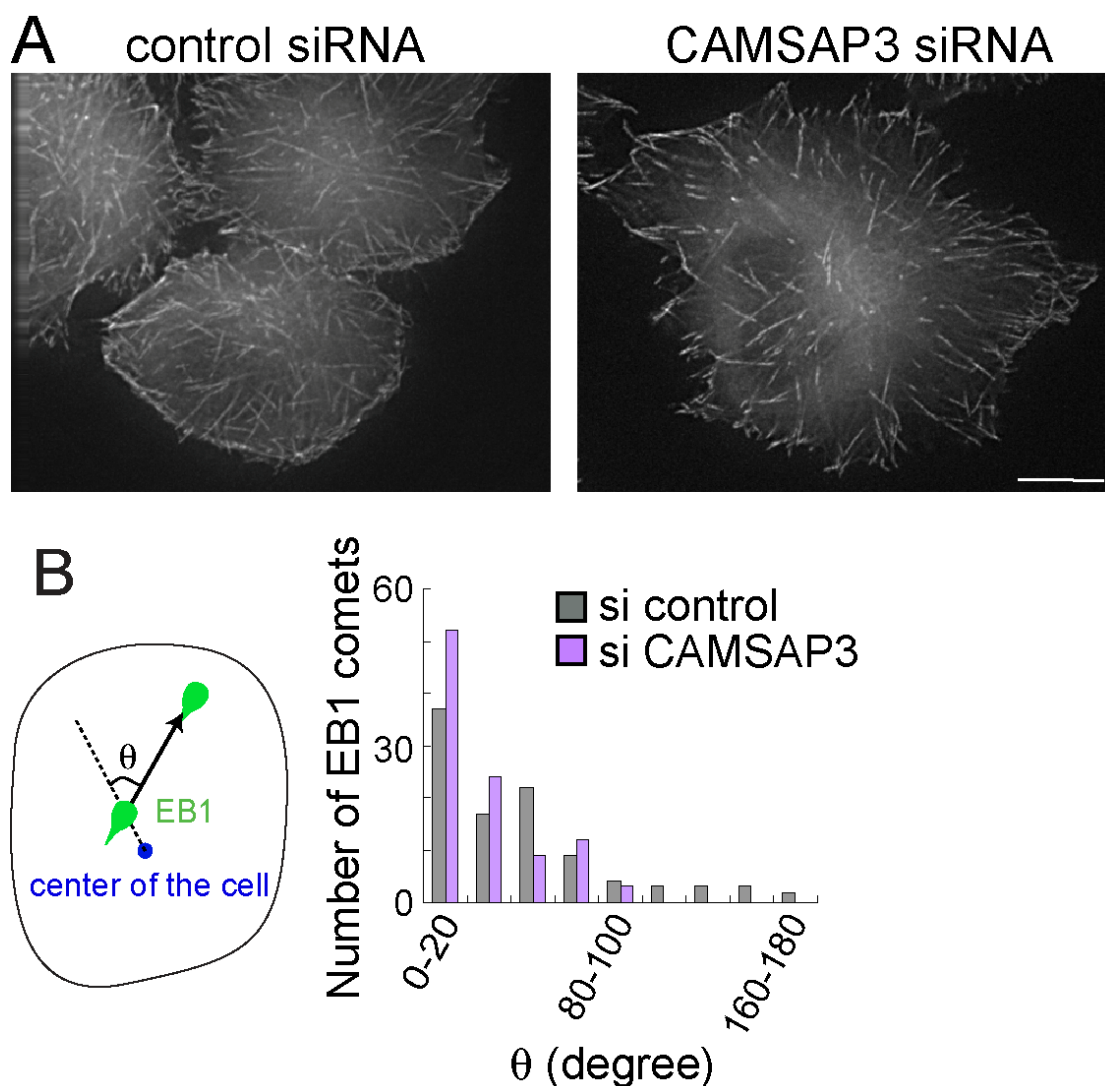 A
control siRNA
CAMSAP3 siRNA
B
θ
EB1
center of the cell
Number of EB1 comets
60
30
0
si control
si CAMSAP3
0-20
80-100
160-180
θ (degree)